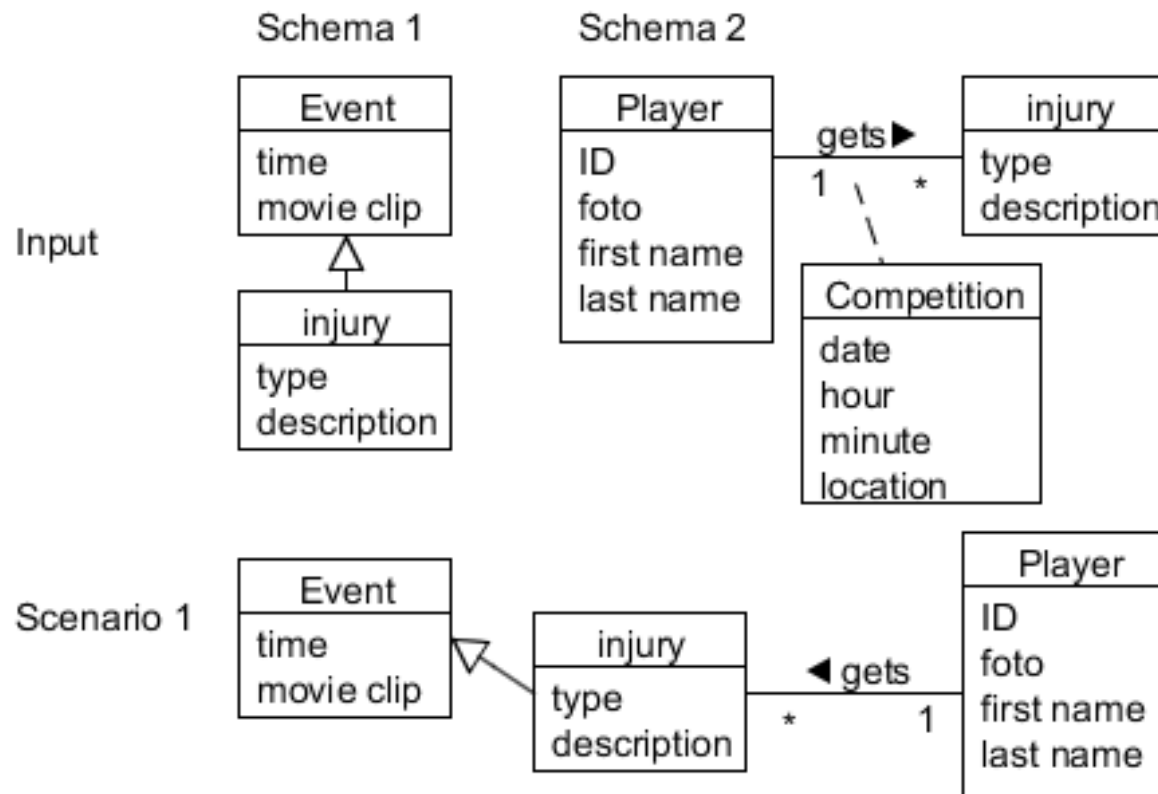 Schema 1
Schema 2
Input
Event
time
movie clip
injury
type
description
Player
ID
foto
first name
last name
gets
1
*
injury
type
description
Competition
date
hour
minute
location
Scenario 1
Event
time
movie clip
injury
type
description
gets
*
1
Player
ID
foto
first name
last name